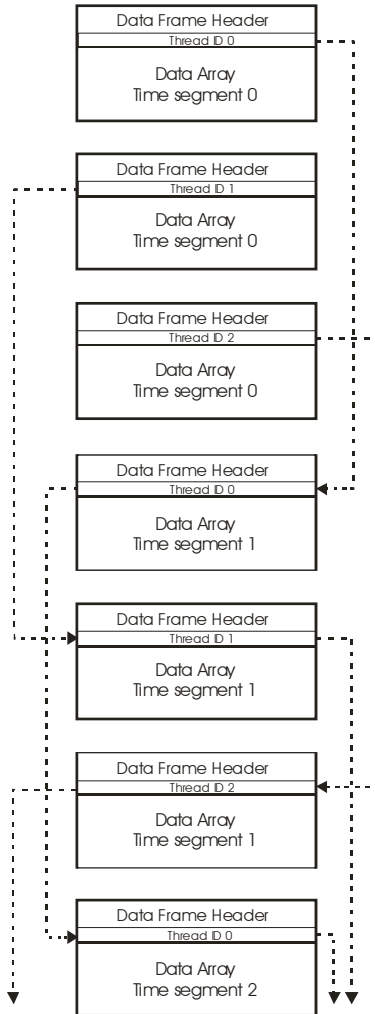 Data Frame Header
Thread ID 0
Data Array
Time segment 0
Data Frame Header
Thread ID 1
Data Array
Time segment 0
Data Frame Header
Thread ID 2
Data Array
Time segment 0
Data Frame Header
Thread ID 0
Data Array
Time segment 1
Data Frame Header
Thread ID 1
Data Array
Time segment 1
Data Frame Header
Thread ID 2
Data Array
Time segment 1
Data Frame Header
Thread ID 0
Data Array
Time segment 2